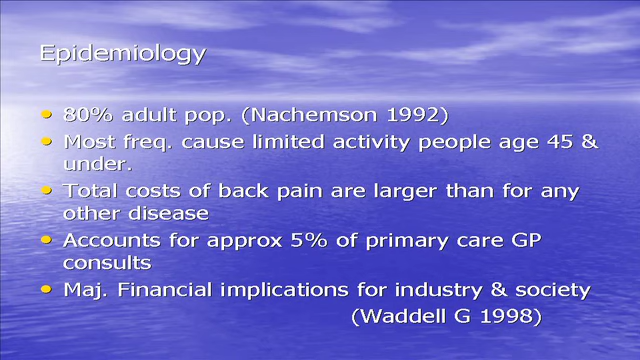 Epidemiology
• 80% adult pop. (Nachemson 1992)
• Most freq. cause limited activity people age 45 &
under.
• Total costs of back pain are larger than for any
other disease
• Accounts for approx 5% of primary care GP
consults
• Maj. Financial implications for industry & society
(Waddell G 1998)